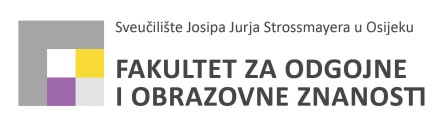 Sveučilište Josipa Jurja Strossmayera u Osijeku
FAKULTET ZA ODGOJNE
I OBRAZOVNE ZNANOSTI